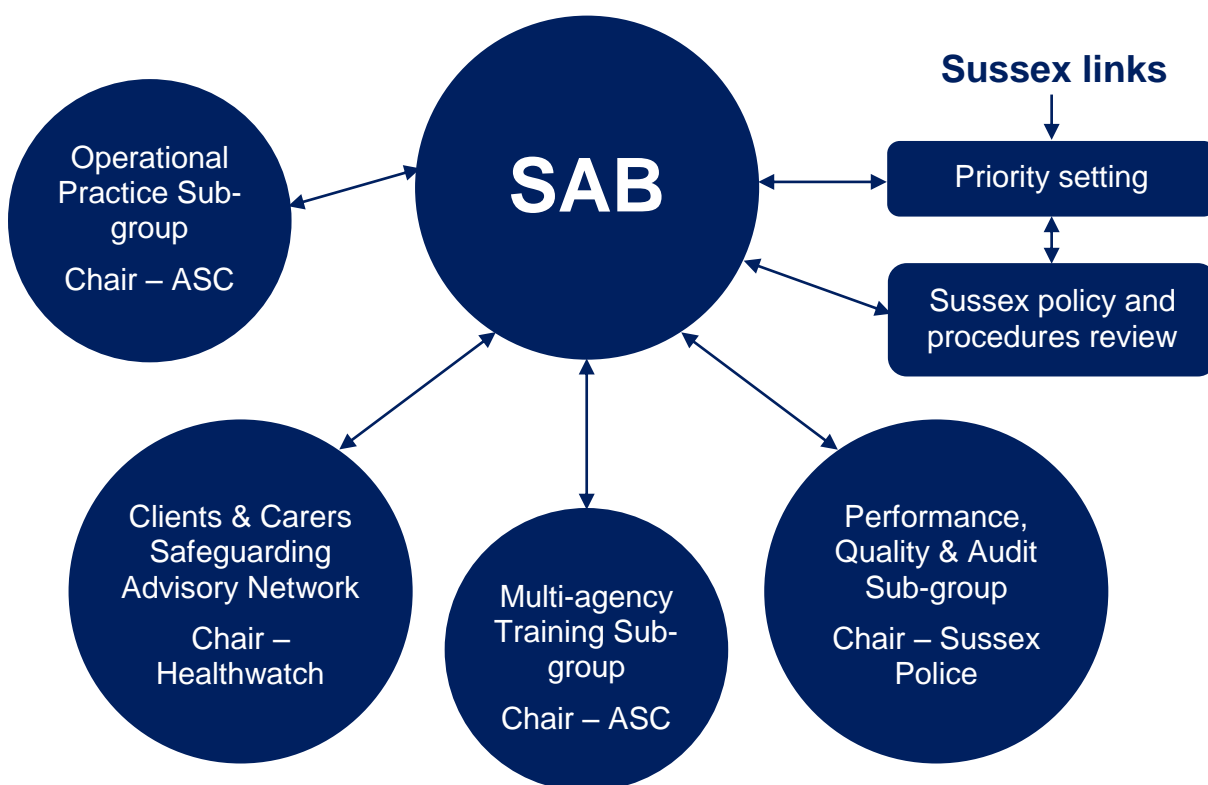 SAB
Sussex links
Priority setting
Sussex policy and
procedures review
Operational
Practice Sub-
group
Chair – ASC
Clients & Carers
Safeguarding
Advisory Network
Chair –
Healthwatch
Multi-agency
Training Sub-
group
Chair – ASC
Performance,
Quality & Audit
Sub-group
Chair – Sussex
Police